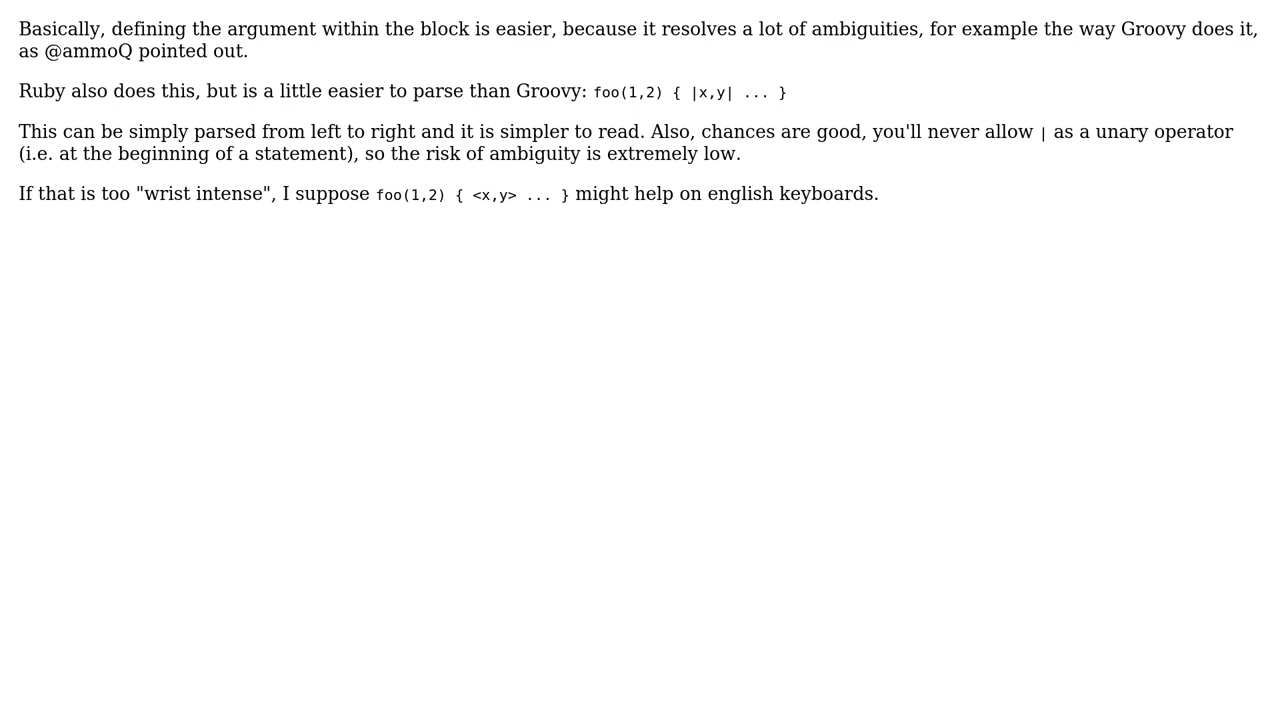 Basically, defining the argument within the block is easier, because it resolves a lot of ambiguities, for example the way Groovy does it,
as @ammoQ pointed out.
Ruby also does this, but is a little easier to parse than Groovy: foo(1,2) { |x,y| ... }
This can be simply parsed from left to right and it is simpler to read. Also, chances are good, you'll never allow | as a unary operator
(i.e. at the beginning of a statement), so the risk of ambiguity is extremely low.
If that is too "wrist intense", I suppose foo(1,2) { <x,y> ... } might help on english keyboards.